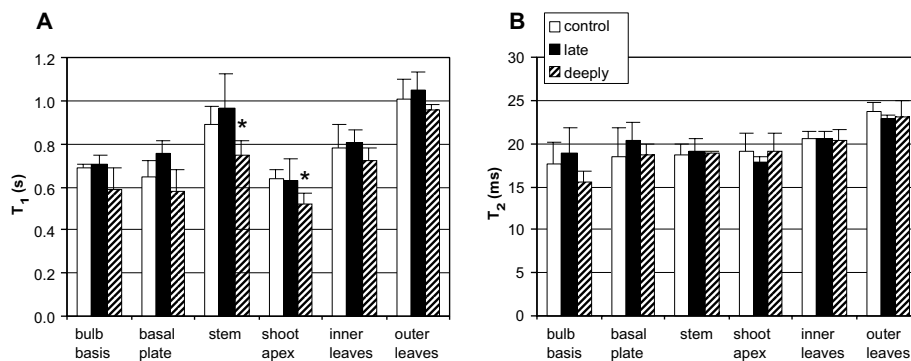 A
T1 (s)
1.2
1.0
0.8
0.6
0.4
0.2
0.0
*
*
bulb basis
basal plate
stem
shoot apex
inner leaves
outer leaves
B
control
late
deeply
T2 (ms)
30
25
20
15
10
5
0
bulb basis
basal plate
stem
shoot apex
inner leaves
outer leaves